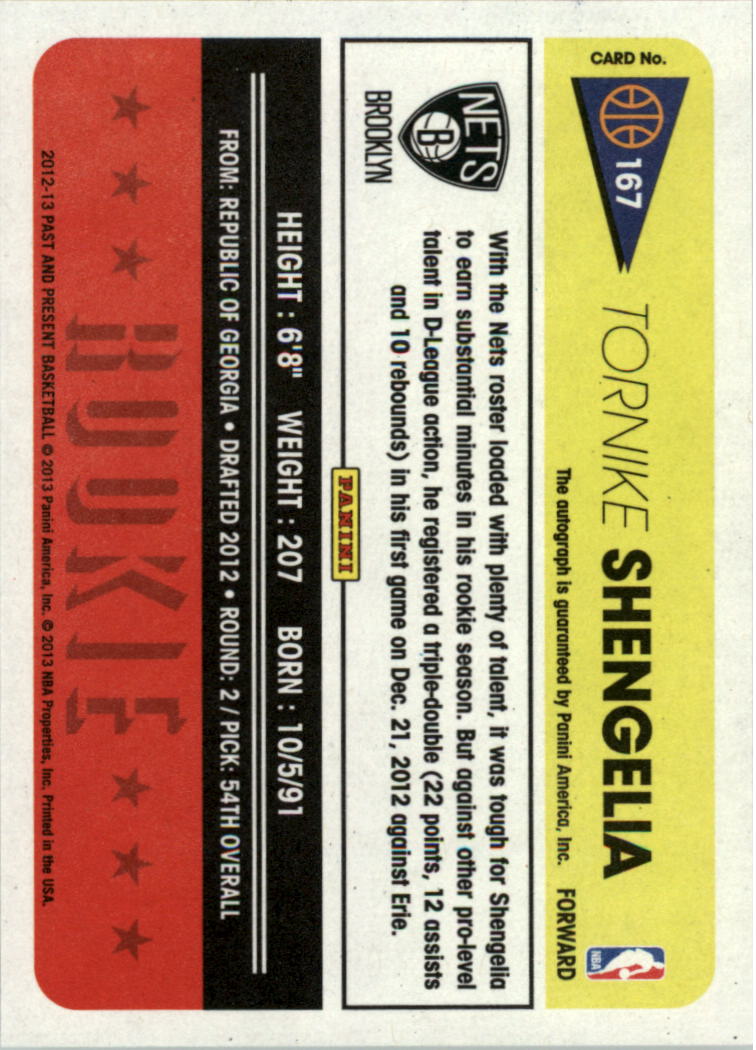 CARD No.
167
TORNIKE SHENGELIA
The autograph is guaranteed by Panini America, Inc. FORWARD
NBA
NETS
B
BROOKLYN
With the Nets roster loaded with plenty of talent, it was tough for Shengelia
to earn substantial minutes in his rookie season. But against other pro-level
talent in D-League action, he registered a triple-double (22 points, 12 assists
and 10 rebounds) in his first game on Dec. 21, 2012 against Erie.
PANINI
HEIGHT : 6'8" WEIGHT : 207 BORN : 10/5/91
FROM: REPUBLIC OF GEORGIA • DRAFTED 2012 • ROUND: 2 / PICK: 54TH OVERALL
ROOKIE
2012-13 PAST AND PRESENT BASKETBALL © 2013 Panini America, Inc. © 2013 NBA Properties, Inc. Printed in the USA.